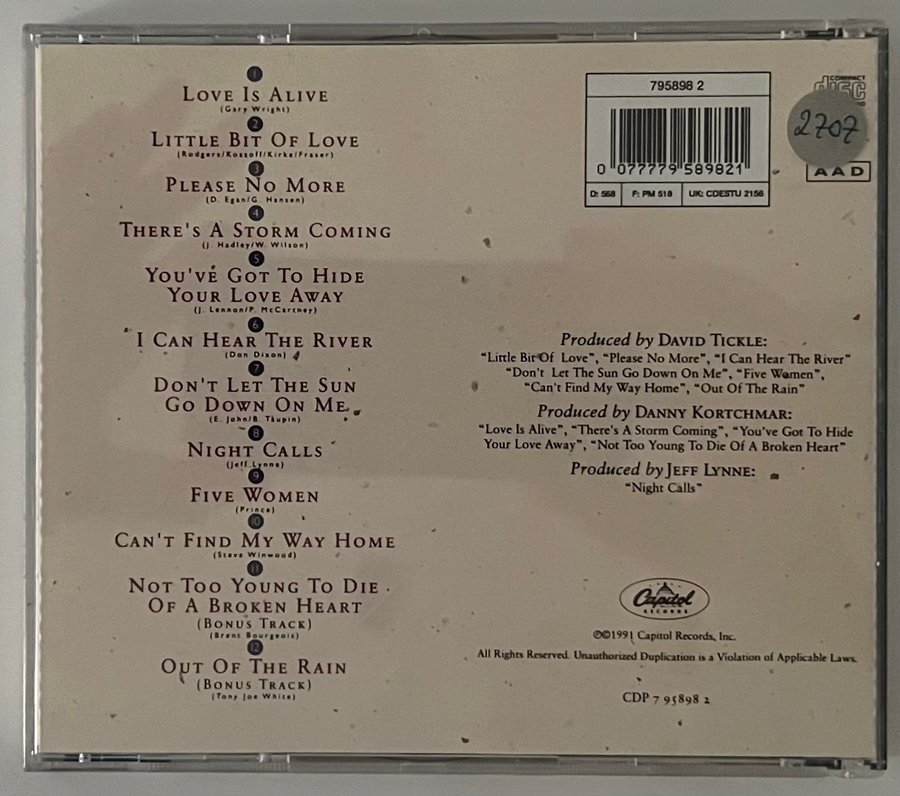 1
LOVE IS ALIVE
(Gary Wright)
2
LITTLE BIT OF LOVE
(Rodgers/Kossoff/Kirke/Fraser)
3
PLEASE NO MORE
(D. Egan/G. Hansen)
4
THERE'S A STORM COMING
(J. Hadley/W. Wilson)
5
YOU'VE GOT TO HIDE
YOUR LOVE AWAY
(J. Lennon/P. McCartney)
6
I CAN HEAR THE RIVER
(Don Dixon)
7
DON'T LET THE SUN
GO DOWN ON ME
(E. John/B. Tkupin)
8
NIGHT CALLS
(Jeff Lynne)
9
FIVE WOMEN
(Prince)
10
CAN'T FIND MY WAY HOME
(Steve Winwood)
11
NOT TOO YOUNG TO DIE
OF A BROKEN HEART
(BONUS TRACK)
(Brent Bourgeois)
12
OUT OF THE RAIN
(BONUS TRACK)
(Tony Joe White)
795898 2
0 077779 589821
D: 568 F: PM 518 UK: CDESTU 2156
COMPACT
disc
2707
AAD
Produced by DAVID TICKLE:
"Little Bit Of Love", "Please No More", "I Can Hear The River"
"Don't Let The Sun Go Down On Me", "Five Women",
"Can't Find My Way Home", "Out Of The Rain"
Produced by DANNY KORTCHMAR:
"Love Is Alive", "There's A Storm Coming", "You've Got To Hide
Your Love Away", "Not Too Young To Die Of A Broken Heart"
Produced by JEFF LYNNE:
"Night Calls"
Capitol
RECORDS
℗©1991 Capitol Records, Inc.
All Rights Reserved. Unauthorized Duplication is a Violation of Applicable Laws.
CDP 7 95898 2